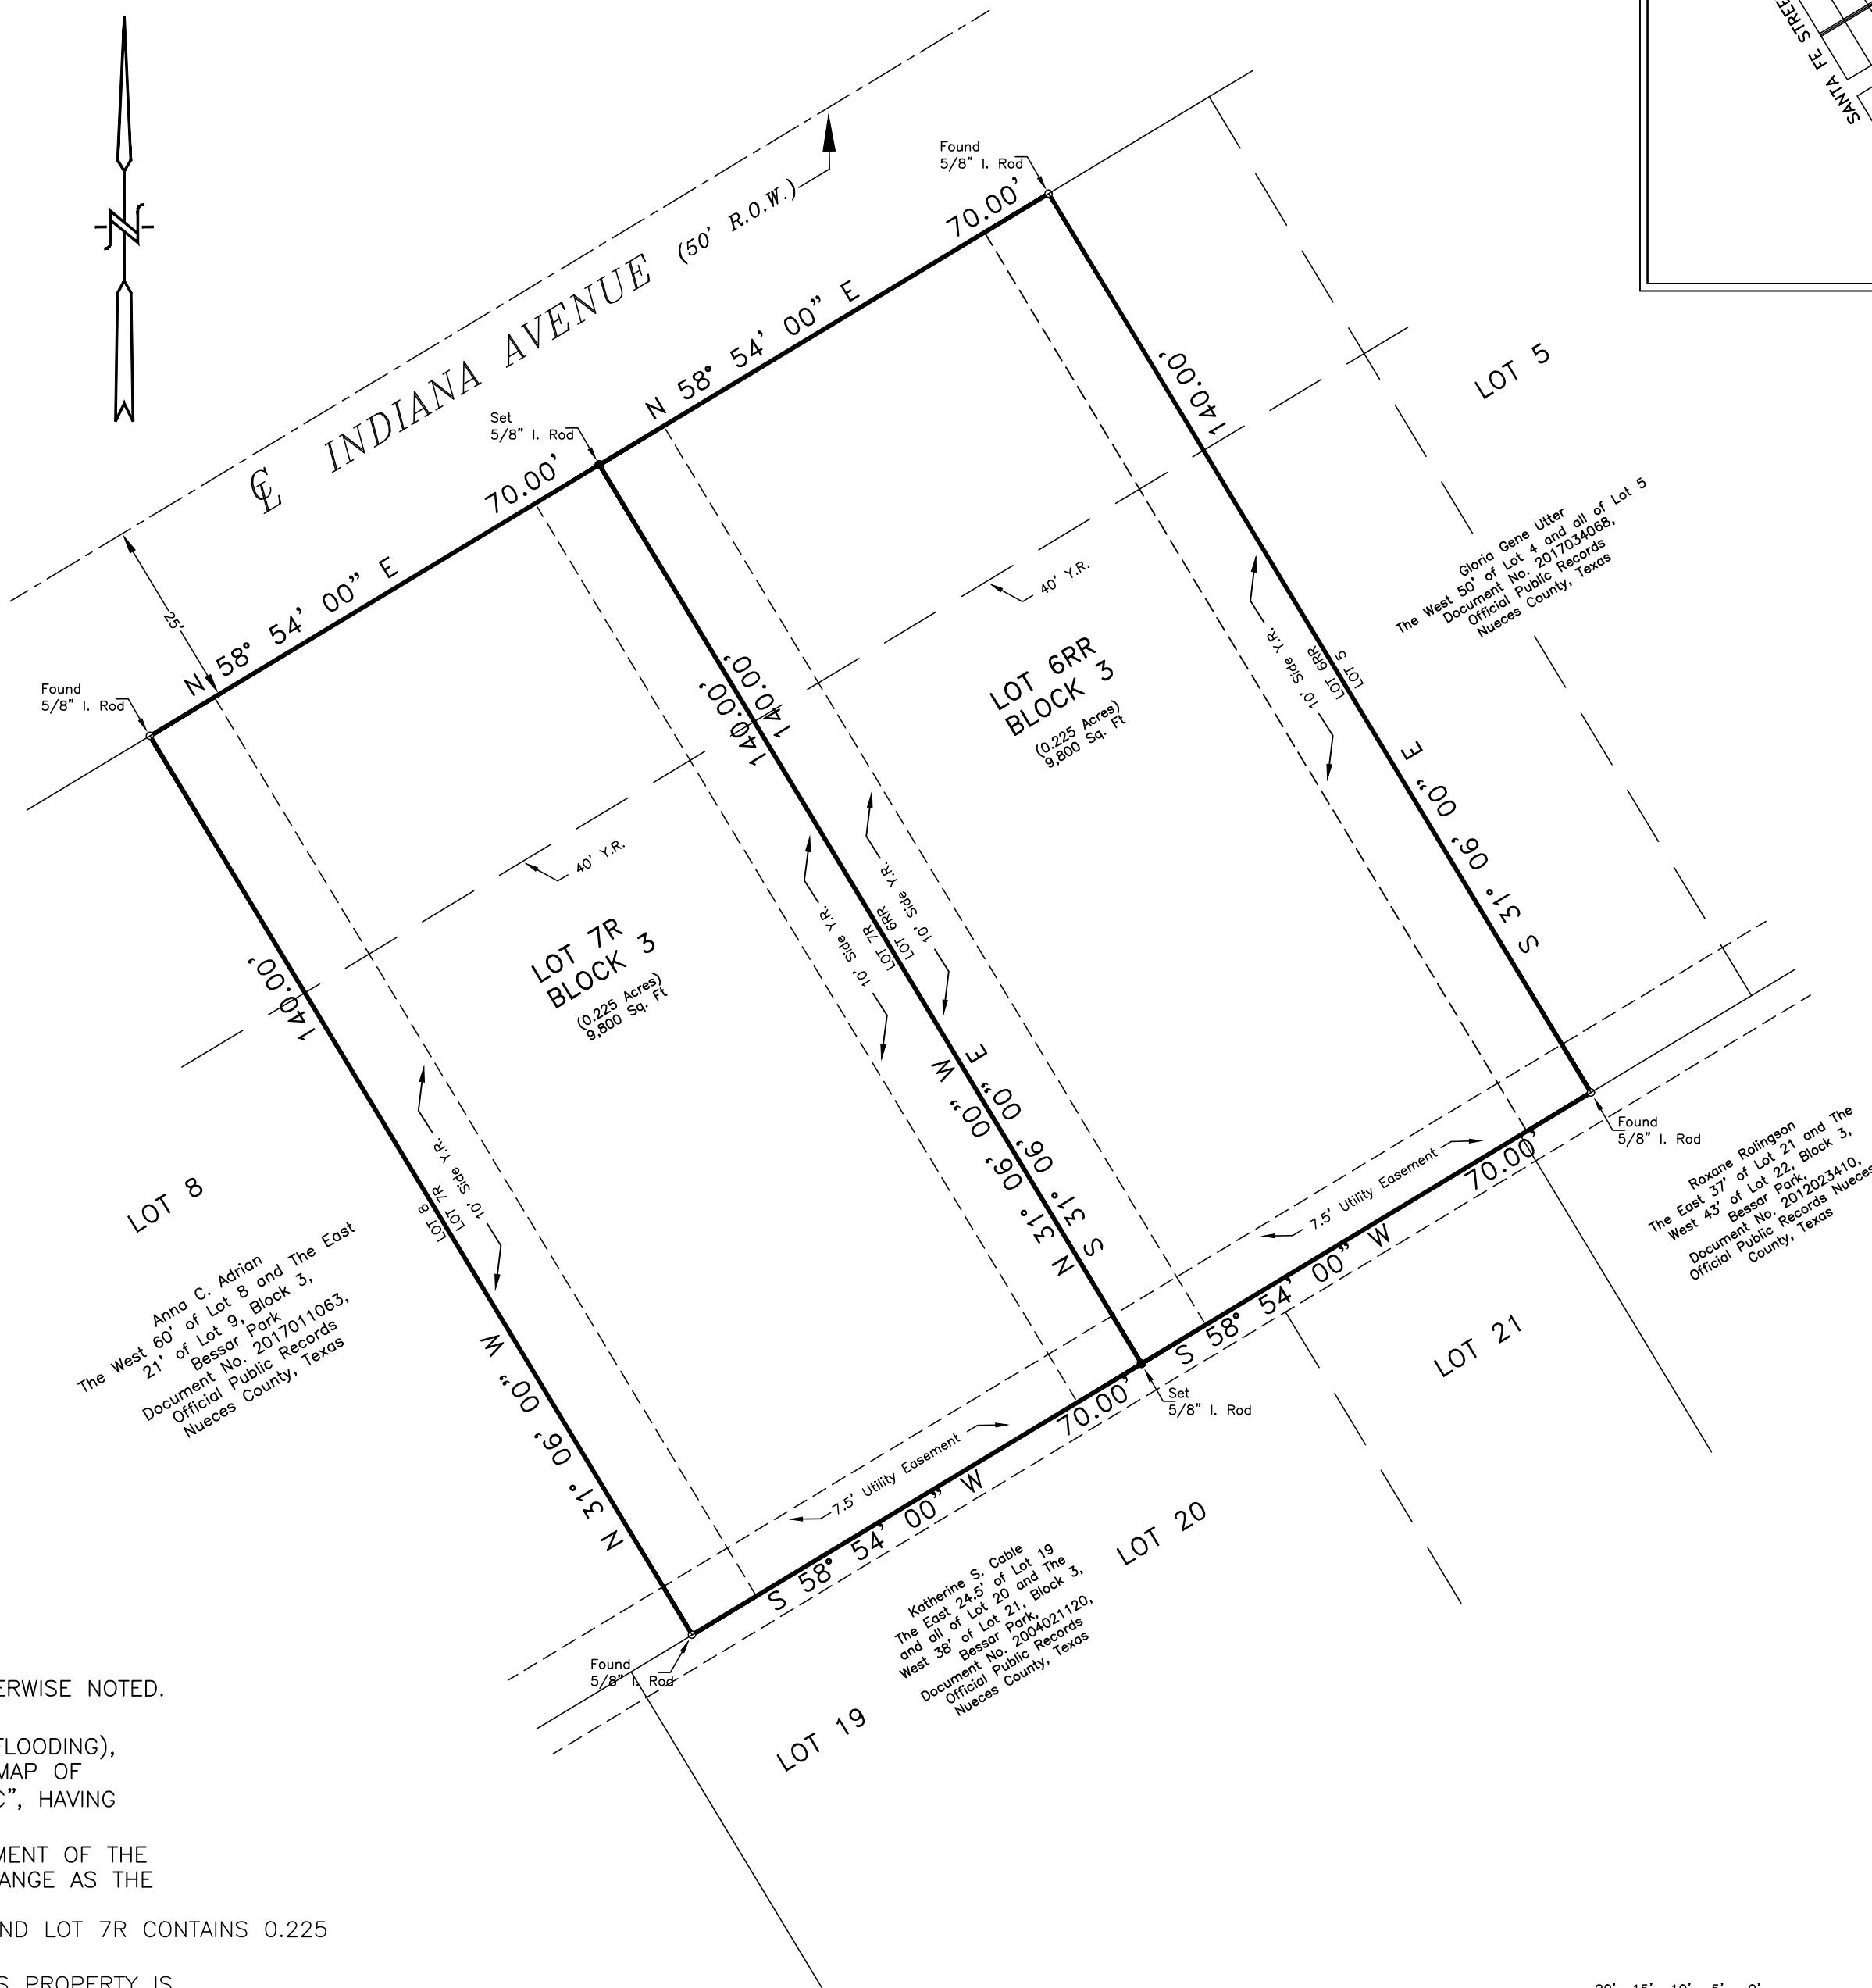 SANTA FE STREE
N
℄ INDIANA AVENUE (50' R.O.W.)
Found
5/8" I. Rod
70.00'
N 58° 54' 00" E
Set
5/8" I. Rod
70.00'
N 58° 54' 00" E
25'
Found
5/8" I. Rod
140.00'
S 31° 06' 00" E
LOT 5
Gloria Gene Utter
The West 50' of Lot 4 and all of Lot 5
Document No. 2017034068,
Official Public Records
Nueces County, Texas
40' Y.R.
LOT 6RR
BLOCK 3
(0.225 Acres)
9,800 Sq. Ft
10' Side Y.R.
LOT 6RR
LOT 5
140.00'
140.00'
40' Y.R.
LOT 7R
BLOCK 3
(0.225 Acres)
9,800 Sq. Ft
10' Side Y.R.
LOT 7R
LOT 6RR
10' Side Y.R.
N 31° 06' 00" W
S 31° 06' 00" E
140.00'
N 31° 06' 00" W
LOT 8
LOT 7R
10' Side Y.R.
LOT 8
Anna C. Adrian
The West 60' of Lot 8 and The East
21' of Lot 9, Block 3,
Bessar Park
Document No. 2017011063,
Official Public Records
Nueces County, Texas
7.5' Utility Easement
S 58° 54' 00" W
70.00'
Found
5/8" I. Rod
Roxane Rolingson
The East 37' of Lot 21 and The
West 43' of Lot 22, Block 3,
Bessar Park,
Document No. 2012023410,
Official Public Records Nueces
County, Texas
LOT 21
7.5' Utility Easement
S 58° 54' 00" W
70.00'
Set
5/8" I. Rod
LOT 20
Katherine S. Cable
The East 24.5' of Lot 19
and all of Lot 20 and The
West 38' of Lot 21, Block 3,
Bessar Park,
Document No. 2004021120,
Official Public Records
Nueces County, Texas
Found
5/8" I. Rod
LOT 19
ERWISE NOTED.
FLOODING),
MAP OF
C", HAVING
MENT OF THE
ANGE AS THE
ND LOT 7R CONTAINS 0.225
S PROPERTY IS
20' 15' 10' 5' 0'